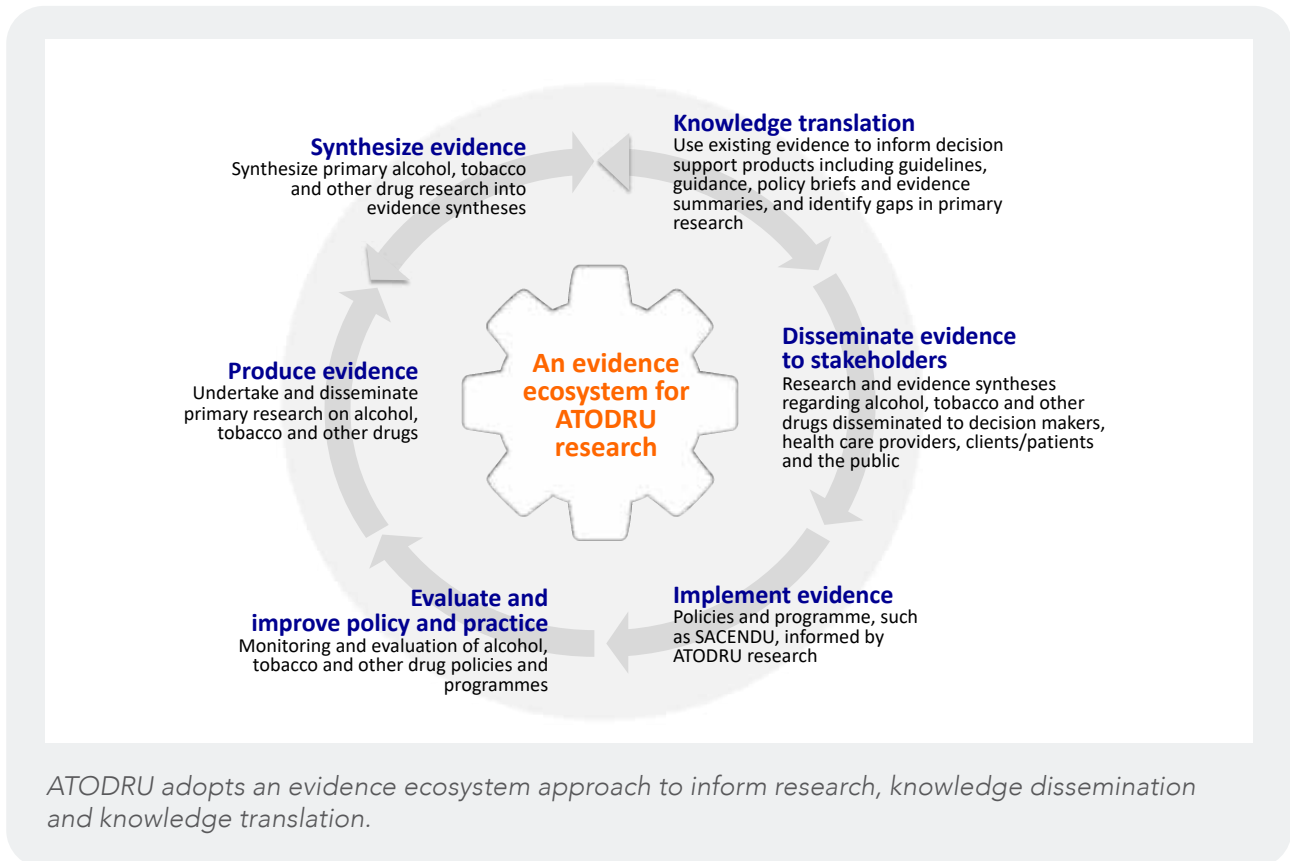 Synthesize evidence
Synthesize primary alcohol, tobacco
and other drug research into
evidence syntheses
Knowledge translation
Use existing evidence to inform decision
support products including guidelines,
guidance, policy briefs and evidence
summaries, and identify gaps in primary
research
Disseminate evidence
to stakeholders
Research and evidence syntheses
regarding alcohol, tobacco and other
drugs disseminated to decision makers,
health care providers, clients/patients
and the public
Implement evidence
Policies and programme, such
as SACENDU, informed by
ATODRU research
Evaluate and
improve policy and practice
Monitoring and evaluation of alcohol,
tobacco and other drug policies and
programmes
Produce evidence
Undertake and disseminate
primary research on alcohol,
tobacco and other drugs
An evidence
ecosystem for
ATODRU
research
ATODRU adopts an evidence ecosystem approach to inform research, knowledge dissemination
and knowledge translation.